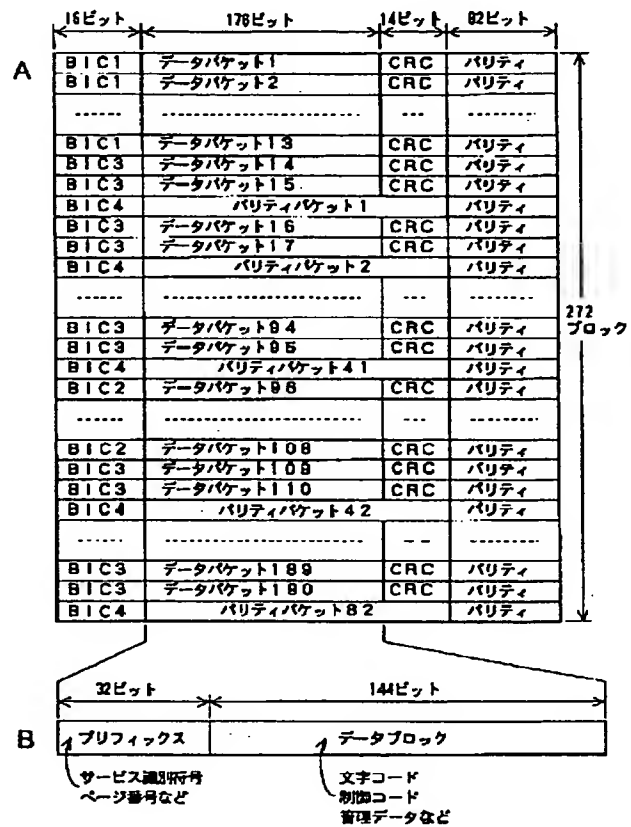 16ビット 176ビット 14ビット 82ビット
A
BIC1 データパケット1 CRC パリティ
BIC1 データパケット2 CRC パリティ
BIC1 データパケット13 CRC パリティ
BIC3 データパケット14 CRC パリティ
BIC3 データパケット15 CRC パリティ
BIC4 パリティパケット1 パリティ
BIC3 データパケット16 CRC パリティ
BIC3 データパケット17 CRC パリティ
BIC4 パリティパケット2 パリティ
272
ブロック
BIC3 データパケット94 CRC パリティ
BIC3 データパケット95 CRC パリティ
BIC4 パリティパケット41 パリティ
BIC2 データパケット96 CRC パリティ
BIC2 データパケット108 CRC パリティ
BIC3 データパケット109 CRC パリティ
BIC3 データパケット110 CRC パリティ
BIC4 パリティパケット42 パリティ
BIC3 データパケット189 CRC パリティ
BIC3 データパケット190 CRC パリティ
BIC4 パリティパケット82 パリティ
32ビット 144ビット
B プリフィックス データブロック
サービス識別符号
ページ番号など
文字コード
制御コード
管理データなど